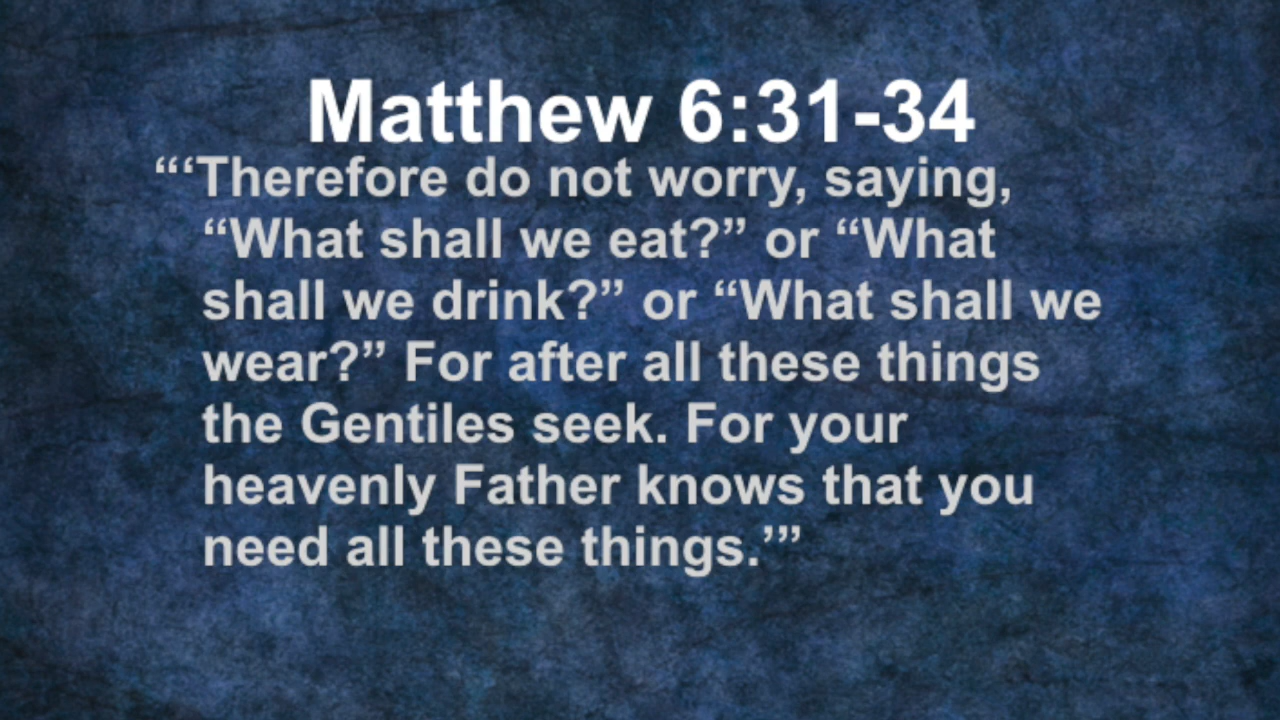 Matthew 6:31-34
“‘Therefore do not worry, saying,
“What shall we eat?” or “What
shall we drink?” or “What shall we
wear?” For after all these things
the Gentiles seek. For your
heavenly Father knows that you
need all these things.’”